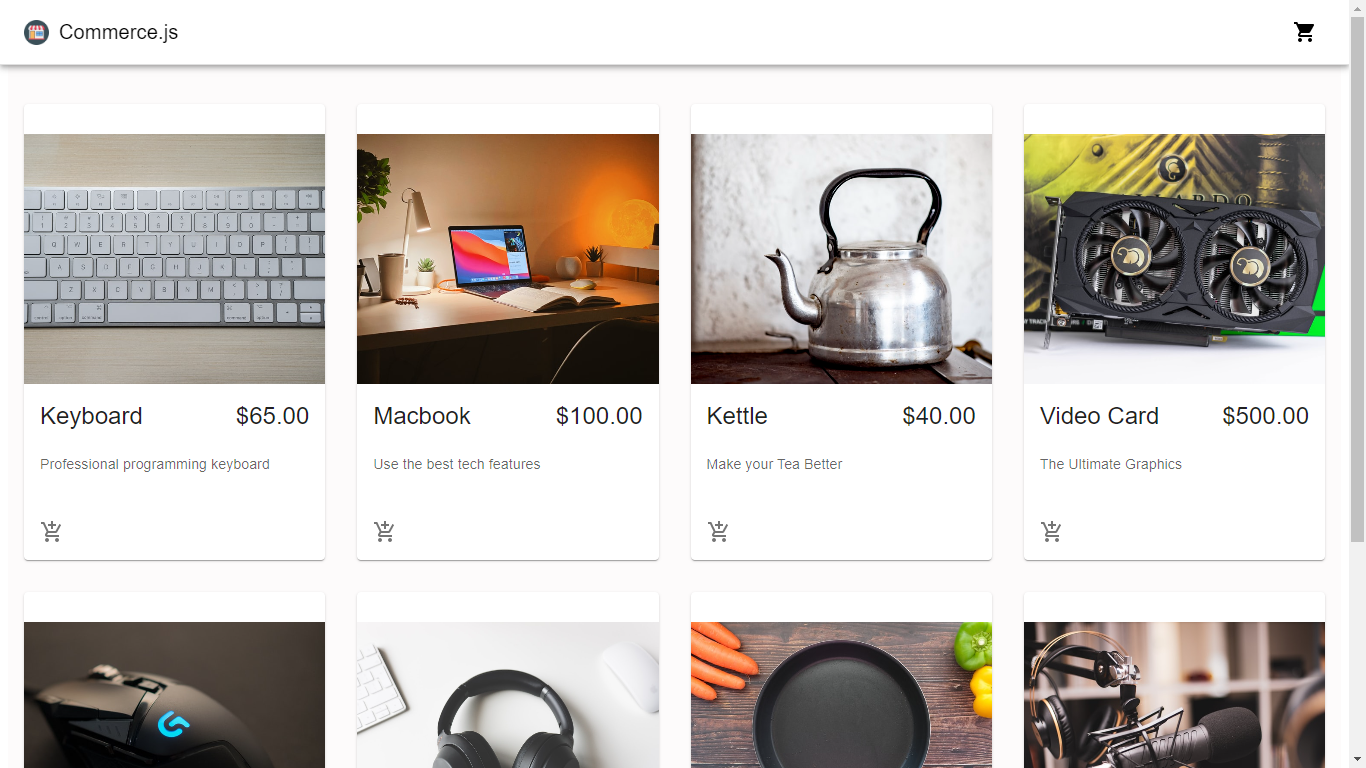 Commerce.js
Keyboard $65.00
Professional programming keyboard
Macbook $100.00
Use the best tech features
Kettle $40.00
Make your Tea Better
Video Card $500.00
The Ultimate Graphics